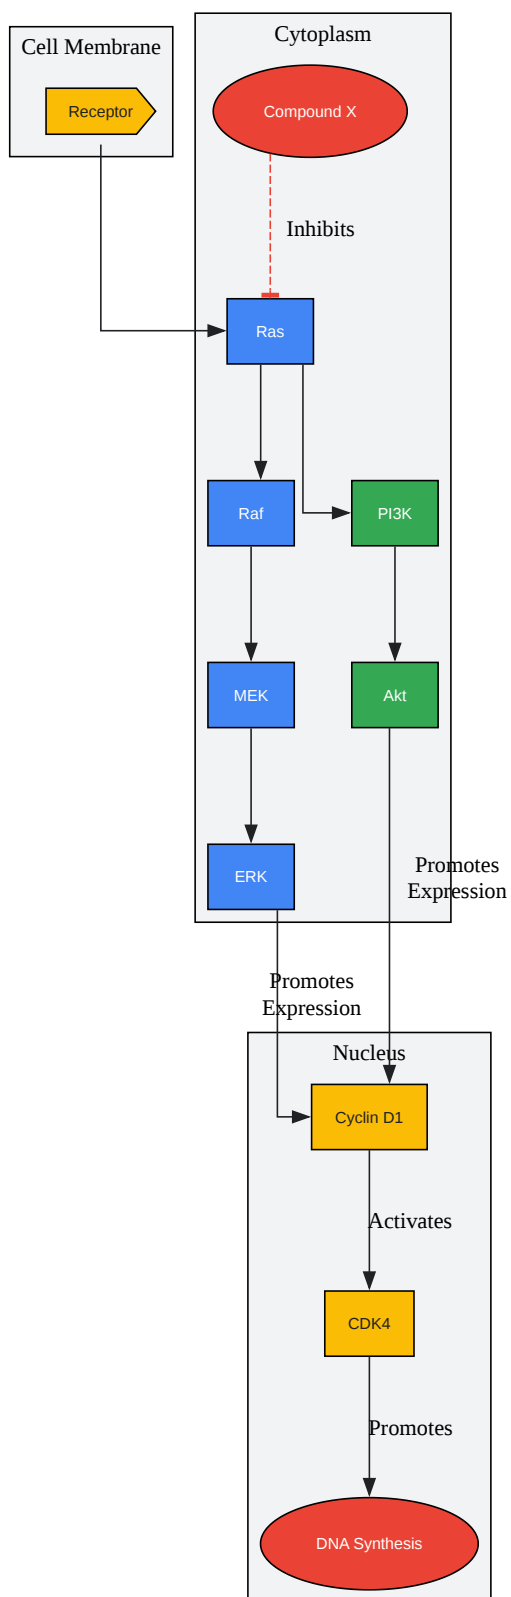 Cell Membrane
Receptor
Cytoplasm
Compound X
Inhibits
Ras
Raf
PI3K
MEK
Akt
ERK
Promotes
Expression
Promotes
Expression
Nucleus
Cyclin D1
Activates
CDK4
Promotes
DNA Synthesis